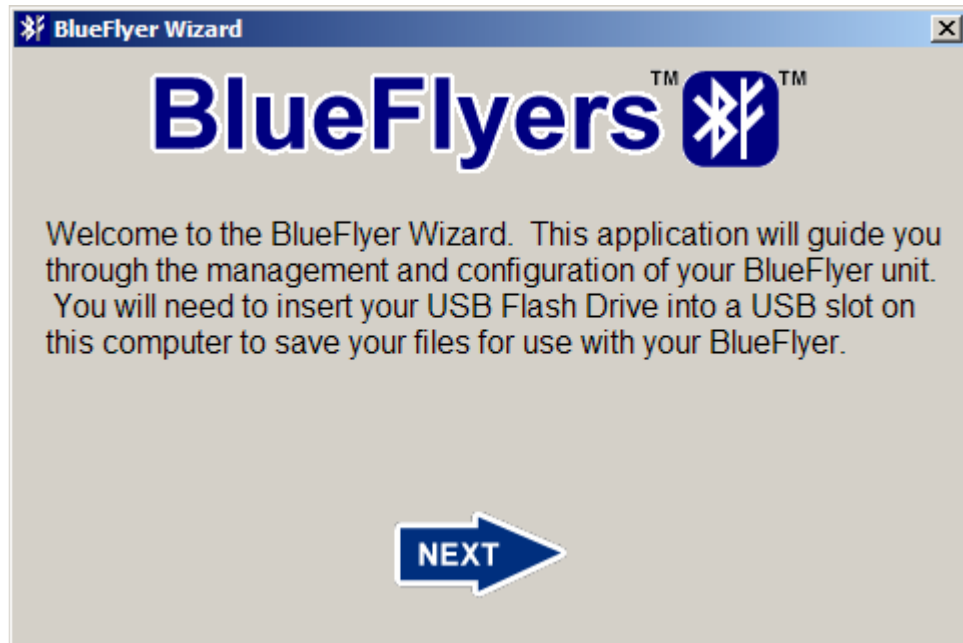 BlueFlyer Wizard
BlueFlyers™ ™
Welcome to the BlueFlyer Wizard.  This application will guide you
through the management and configuration of your BlueFlyer unit.
You will need to insert your USB Flash Drive into a USB slot on
this computer to save your files for use with your BlueFlyer.
NEXT